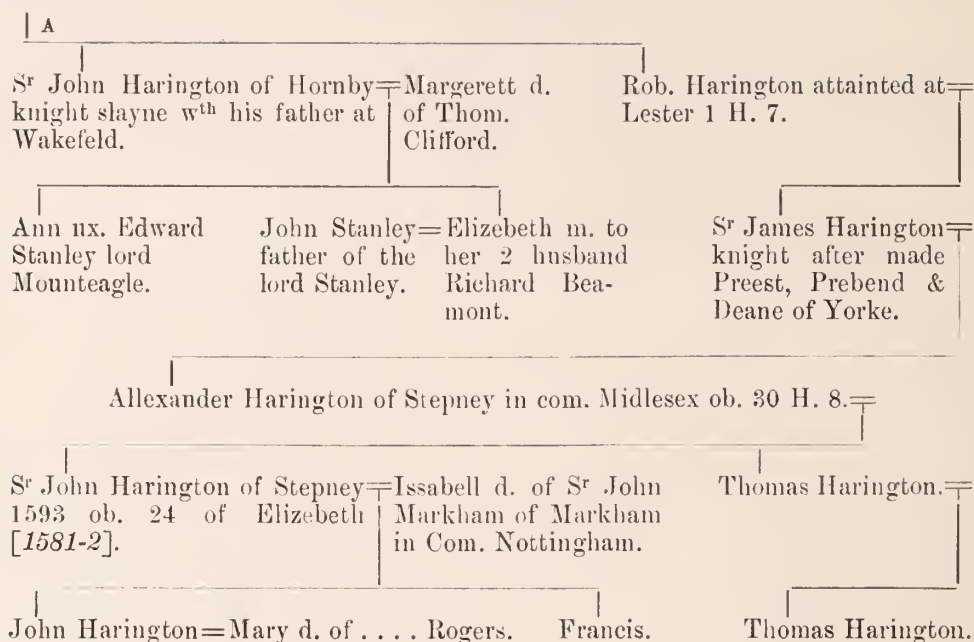 A
Sr John Harington of Hornby=Margerett d.
knight slayne wth his father at of Thom.
Wakefeld. Clifford.
Rob. Harington attainted at=
Lester 1 H. 7.
Ann ux. Edward
Stanley lord
Mounteagle.
John Stanley=Elizebeth m. to
father of the her 2 husband
lord Stanley. Richard Bea-
mont.
Sr James Harington=
knight after made
Preest, Prebend &
Deane of Yorke.
Allexander Harington of Stepney in com. Midlesex ob. 30 H. 8.=
Sr John Harington of Stepney=Issabell d. of Sr John
1593 ob. 24 of Elizebeth Markham of Markham
[1581-2]. in Com. Nottingham.
Thomas Harington.=
John Harington=Mary d. of .... Rogers. Francis. Thomas Harington.